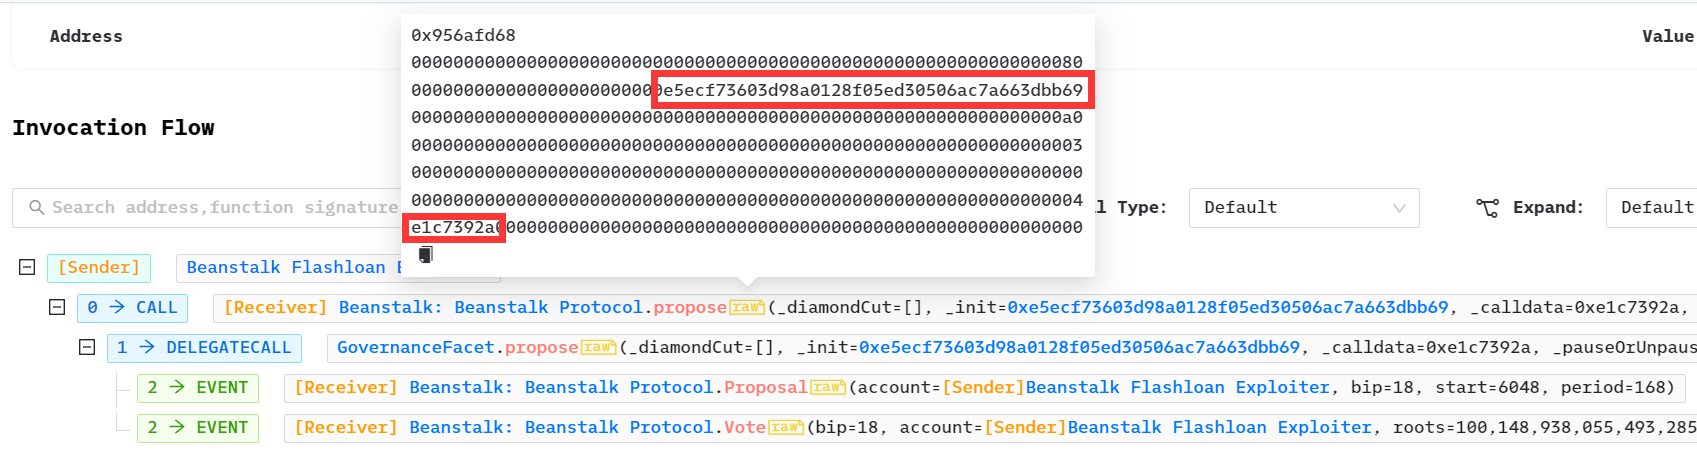 Address
Value
0x956afd68
0000000000000000000000000000000000000000000000000000000000000080
000000000000000000000000e5ecf73603d98a0128f05ed30506ac7a663dbb69
00000000000000000000000000000000000000000000000000000000000000a0
0000000000000000000000000000000000000000000000000000000000000003
0000000000000000000000000000000000000000000000000000000000000000
0000000000000000000000000000000000000000000000000000000000000004
e1c7392a00000000000000000000000000000000000000000000000000000000
Invocation Flow
Search address,function signature
l Type: Default Expand: Default
[Sender] Beanstalk Flashloan
0 → CALL [Receiver] Beanstalk: Beanstalk Protocol.propose raw (_diamondCut=[], _init=0xe5ecf73603d98a0128f05ed30506ac7a663dbb69, _calldata=0xe1c7392a,
1 → DELEGATECALL GovernanceFacet.propose raw (_diamondCut=[], _init=0xe5ecf73603d98a0128f05ed30506ac7a663dbb69, _calldata=0xe1c7392a, _pauseOrUnpaus
2 → EVENT [Receiver] Beanstalk: Beanstalk Protocol.Proposal raw (account=[Sender]Beanstalk Flashloan Exploiter, bip=18, start=6048, period=168)
2 → EVENT [Receiver] Beanstalk: Beanstalk Protocol.Vote raw (bip=18, account=[Sender]Beanstalk Flashloan Exploiter, roots=100,148,938,055,493,285